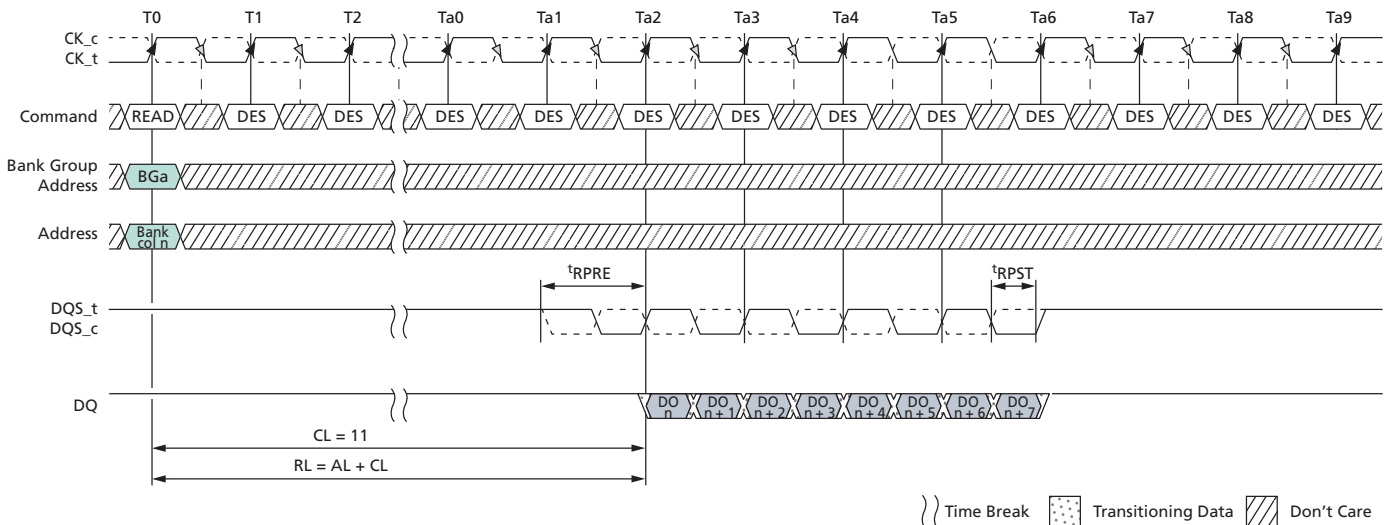 T0 T1 T2 Ta0 Ta1 Ta2 Ta3 Ta4 Ta5 Ta6 Ta7 Ta8 Ta9
CK_c
CK_t
Command READ DES DES DES DES DES DES DES DES DES DES DES DES
Bank Group
Address
BGa
Address
Bank
col n
tRPRE tRPST
DQS_t
DQS_c
DQ
DO DO DO DO DO DO DO DO
n n + 1 n + 2 n + 3 n + 4 n + 5 n + 6 n + 7
CL = 11
RL = AL + CL
Time Break Transitioning Data Don't Care